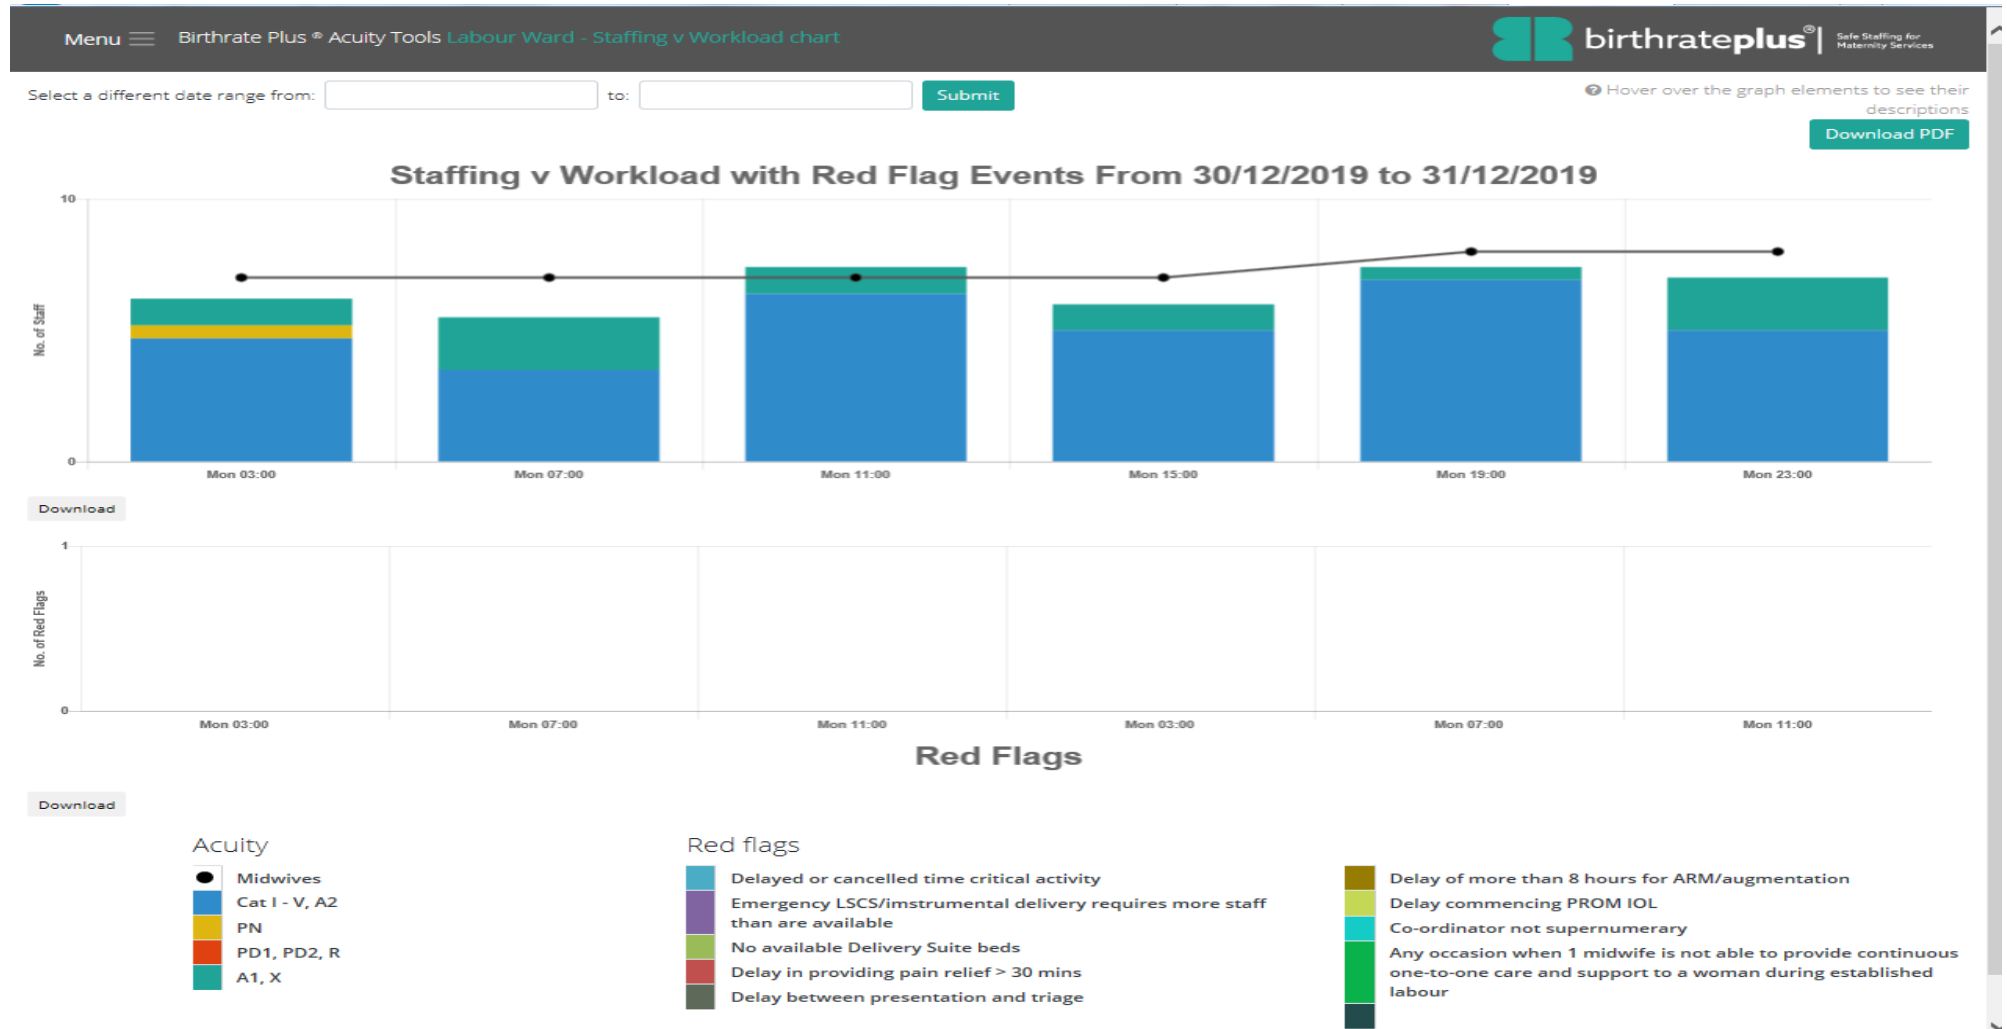 Menu Birthrate Plus ® Acuity Tools Labour Ward - Staffing v Workload chart
birthrateplus® | Safe Staffing for
Maternity Services
Select a different date range from: to: Submit
Hover over the graph elements to see their
descriptions
Download PDF
Staffing v Workload with Red Flag Events From 30/12/2019 to 31/12/2019
10
No. of Staff
0
Mon 03:00 Mon 07:00 Mon 11:00 Mon 15:00 Mon 19:00 Mon 23:00
Download
1
No. of Red Flags
0
Mon 03:00 Mon 07:00 Mon 11:00 Mon 03:00 Mon 07:00 Mon 11:00
Red Flags
Download
Acuity
Midwives
Cat I - V, A2
PN
PD1, PD2, R
A1, X
Red flags
Delayed or cancelled time critical activity
Emergency LSCS/imstrumental delivery requires more staff
than are available
No available Delivery Suite beds
Delay in providing pain relief > 30 mins
Delay between presentation and triage
Delay of more than 8 hours for ARM/augmentation
Delay commencing PROM IOL
Co-ordinator not supernumerary
Any occasion when 1 midwife is not able to provide continuous
one-to-one care and support to a woman during established
labour